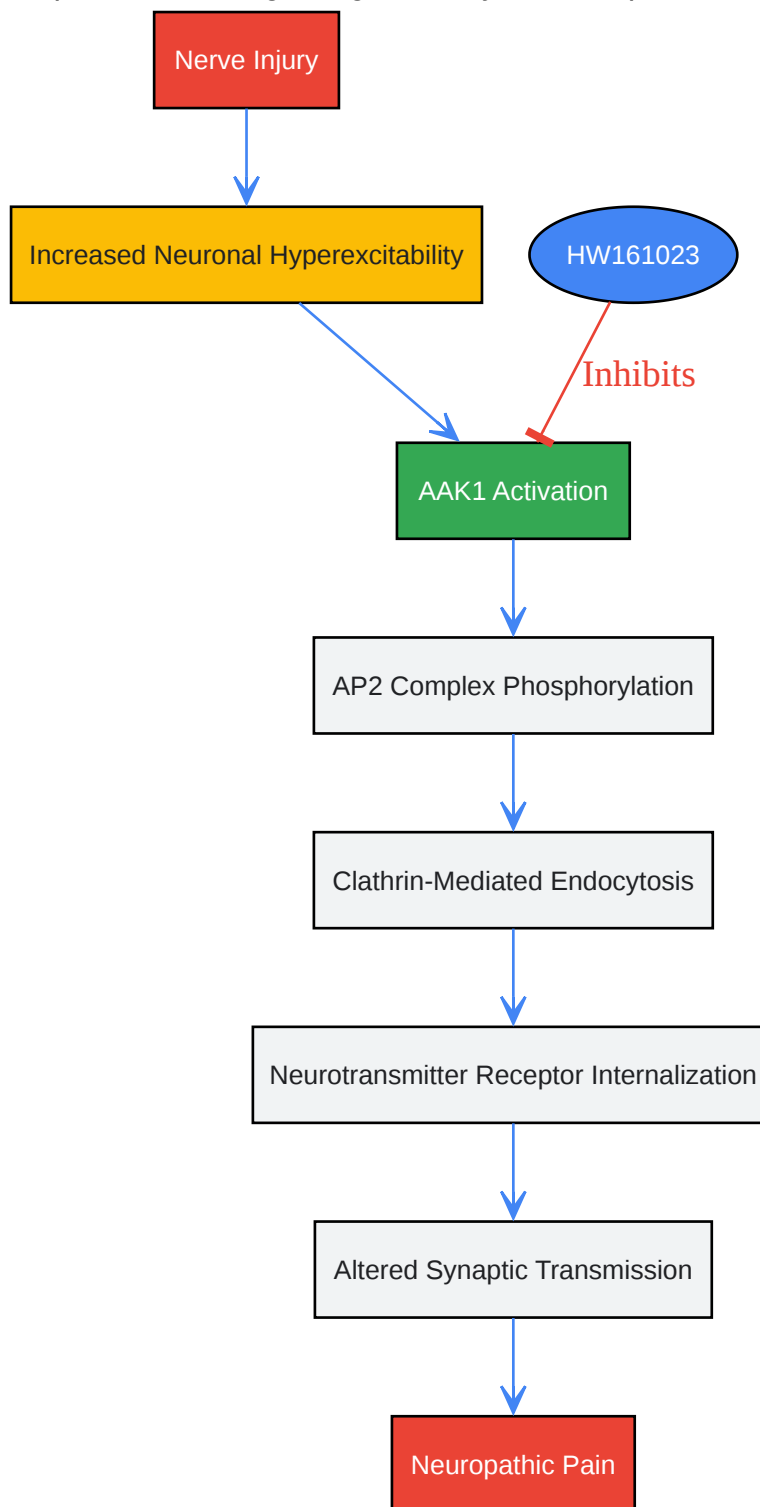 Nerve Injury
Increased Neuronal Hyperexcitability
HW161023
Inhibits
AAK1 Activation
AP2 Complex Phosphorylation
Clathrin-Mediated Endocytosis
Neurotransmitter Receptor Internalization
Altered Synaptic Transmission
Neuropathic Pain